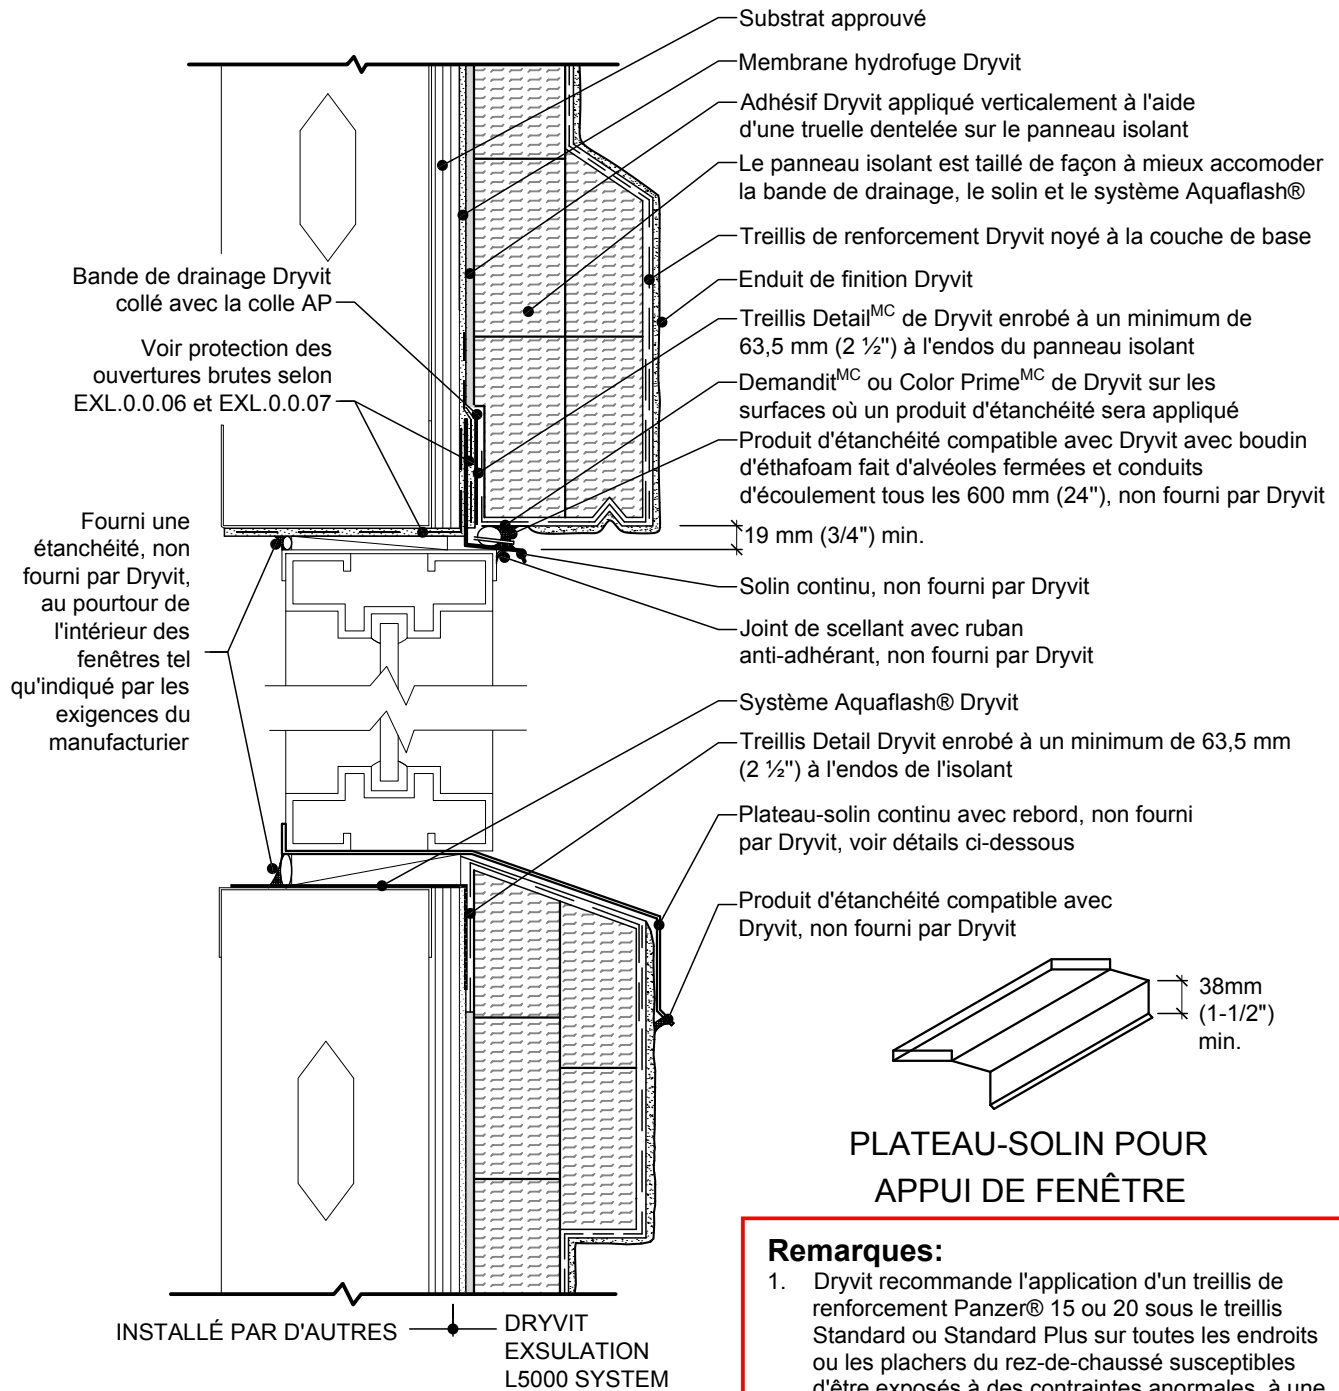 Substrat approuvé
Membrane hydrofuge Dryvit
Adhésif Dryvit appliqué verticalement à l'aide
d'une truelle dentelée sur le panneau isolant
Le panneau isolant est taillé de façon à mieux accomoder
la bande de drainage, le solin et le système Aquaflash®
Treillis de renforcement Dryvit noyé à la couche de base
Enduit de finition Dryvit
Treillis Detail^MC de Dryvit enrobé à un minimum de
63,5 mm (2 ½") à l'endos du panneau isolant
Demandit^MC ou Color Prime^MC de Dryvit sur les
surfaces où un produit d'étanchéité sera appliqué
Produit d'étanchéité compatible avec Dryvit avec boudin
d'éthafoam fait d'alvéoles fermées et conduits
d'écoulement tous les 600 mm (24"), non fourni par Dryvit
19 mm (3/4") min.
Solin continu, non fourni par Dryvit
Joint de scellant avec ruban
anti-adhérant, non fourni par Dryvit
Système Aquaflash® Dryvit
Treillis Detail Dryvit enrobé à un minimum de 63,5 mm
(2 ½") à l'endos de l'isolant
Plateau-solin continu avec rebord, non fourni
par Dryvit, voir détails ci-dessous
Produit d'étanchéité compatible avec
Dryvit, non fourni par Dryvit
Bande de drainage Dryvit
collé avec la colle AP
Voir protection des
ouvertures brutes selon
EXL.0.0.06 et EXL.0.0.07
Fourni une
étanchéité, non
fourni par Dryvit,
au pourtour de
l'intérieur des
fenêtres tel
qu'indiqué par les
exigences du
manufacturier
38mm
(1-1/2")
min.
PLATEAU-SOLIN POUR
APPUI DE FENÊTRE
INSTALLÉ PAR D'AUTRES
DRYVIT
EXSULATION
L5000 SYSTEM
Remarques:
1. Dryvit recommande l'application d'un treillis de
renforcement Panzer® 15 ou 20 sous le treillis
Standard ou Standard Plus sur toutes les endroits
ou les plachers du rez-de-chaussé susceptibles
d'être exposés à des contraintes anormales, à une